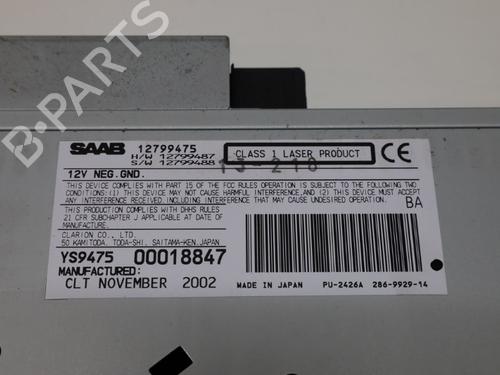 B-PARTS
SAAB 12799475
H/W 12799487
S/W 12799488
CLASS 1 LASER PRODUCT
13-218
CE
12V NEG.GND.
THIS DEVICE COMPLIES WITH PART 15 OF THE FCC RULES OPERATION IS SUBJECT TO THE FOLLOWING
TWO CONDITIONS:(1) THIS DEVICE MAY NOT CAUSE HARMFUL INTERFERENCE,AND
(2) THIS DEVICE MUST ACCEPT ANY INTERFERENCE RECEIVED,INCLUDING INTERFERENCE THAT MAY CAUSE UNDESIRED OPERATION.
THIS PRODUCTION COMPLIES WITH DHHS RULES
21 CFR SUBCHAPTER J APPLICABLE AT DATE OF
MANUFACTURE.
BA
CLARION CO., LTD.
50 KAMITODA, TODA-SHI, SAITAMA-KEN,JAPAN
YS9475 00018847
MANUFACTURED:
CLT NOVEMBER 2002
MADE IN JAPAN
PU-2426A
286-9929-14